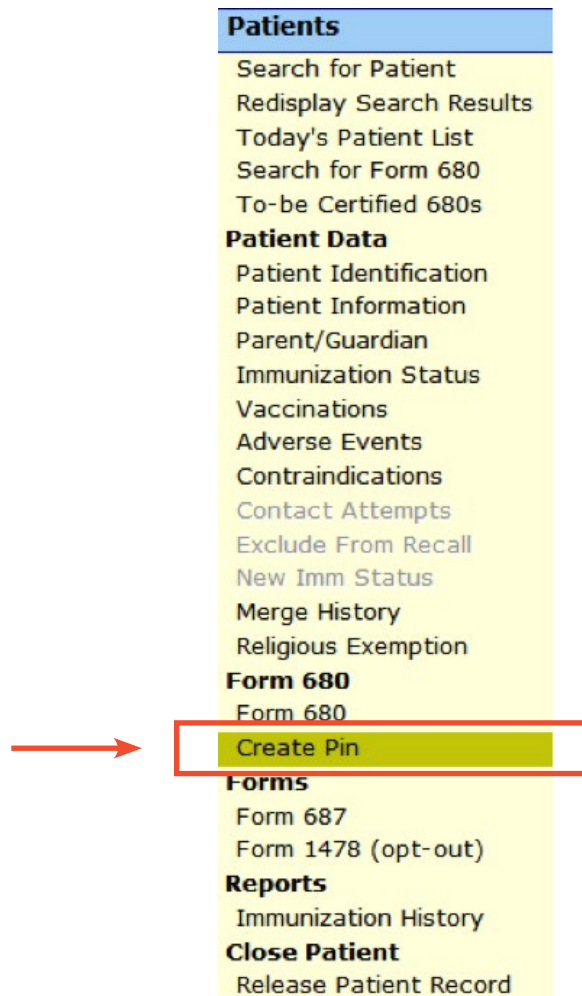 Patients
Search for Patient
Redisplay Search Results
Today's Patient List
Search for Form 680
To-be Certified 680s
Patient Data
Patient Identification
Patient Information
Parent/Guardian
Immunization Status
Vaccinations
Adverse Events
Contraindications
Contact Attempts
Exclude From Recall
New Imm Status
Merge History
Religious Exemption
Form 680
Form 680
Create Pin
Forms
Form 687
Form 1478 (opt-out)
Reports
Immunization History
Close Patient
Release Patient Record